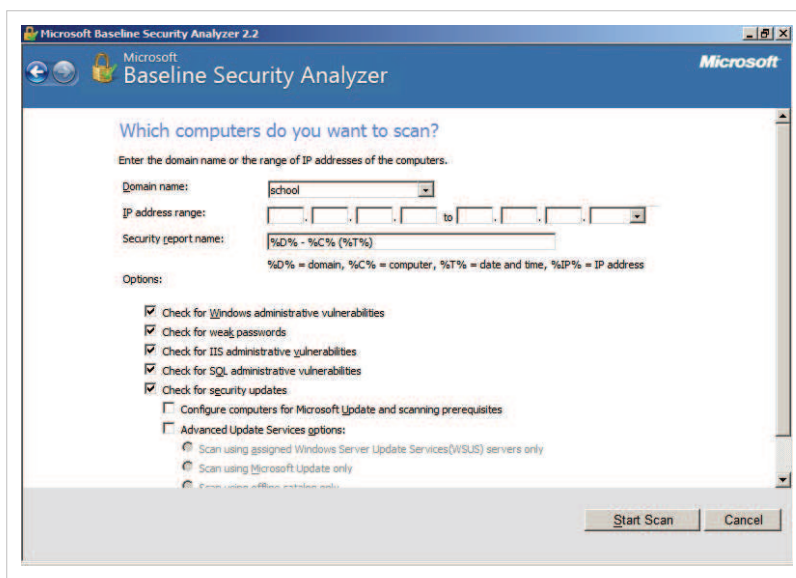 Microsoft Baseline Security Analyzer 2.2
Microsoft
Baseline Security Analyzer
Microsoft
Which computers do you want to scan?
Enter the domain name or the range of IP addresses of the computers.
Domain name: school
IP address range: . . . to . . .
Security report name: %D% - %C% (%T%)
%D% = domain, %C% = computer, %T% = date and time, %IP% = IP address
Options:
Check for Windows administrative vulnerabilities
Check for weak passwords
Check for IIS administrative vulnerabilities
Check for SQL administrative vulnerabilities
Check for security updates
Configure computers for Microsoft Update and scanning prerequisites
Advanced Update Services options:
Scan using assigned Windows Server Update Services(WSUS) servers only
Scan using Microsoft Update only
Scan using offline catalog only
Start Scan Cancel